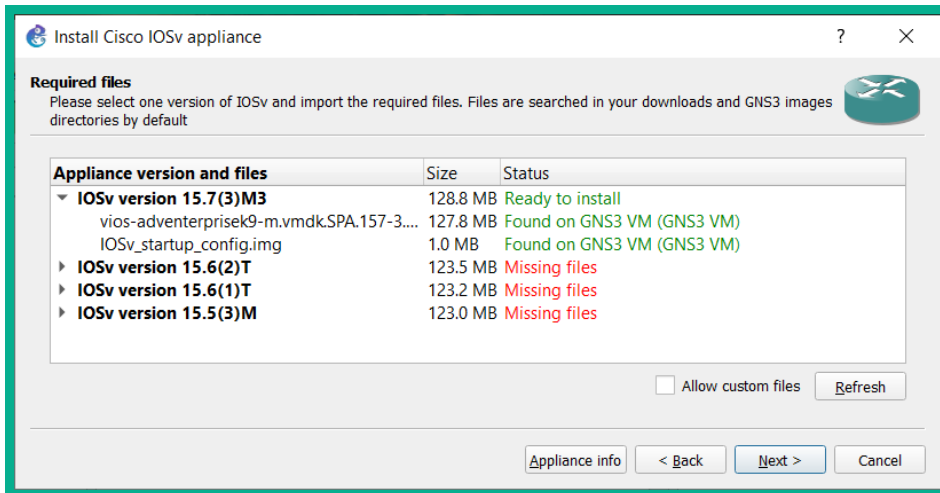 Install Cisco IOSv appliance ?
Required files
Please select one version of IOSv and import the required files. Files are searched in your downloads and GNS3 images
directories by default
Appliance version and files Size Status
IOSv version 15.7(3)M3 128.8 MB Ready to install
vios-adventerprisek9-m.vmdk.SPA.157-3.... 127.8 MB Found on GNS3 VM (GNS3 VM)
IOSv_startup_config.img 1.0 MB Found on GNS3 VM (GNS3 VM)
IOSv version 15.6(2)T 123.5 MB Missing files
IOSv version 15.6(1)T 123.2 MB Missing files
IOSv version 15.5(3)M 123.0 MB Missing files
Allow custom files Refresh
Appliance info < Back Next > Cancel